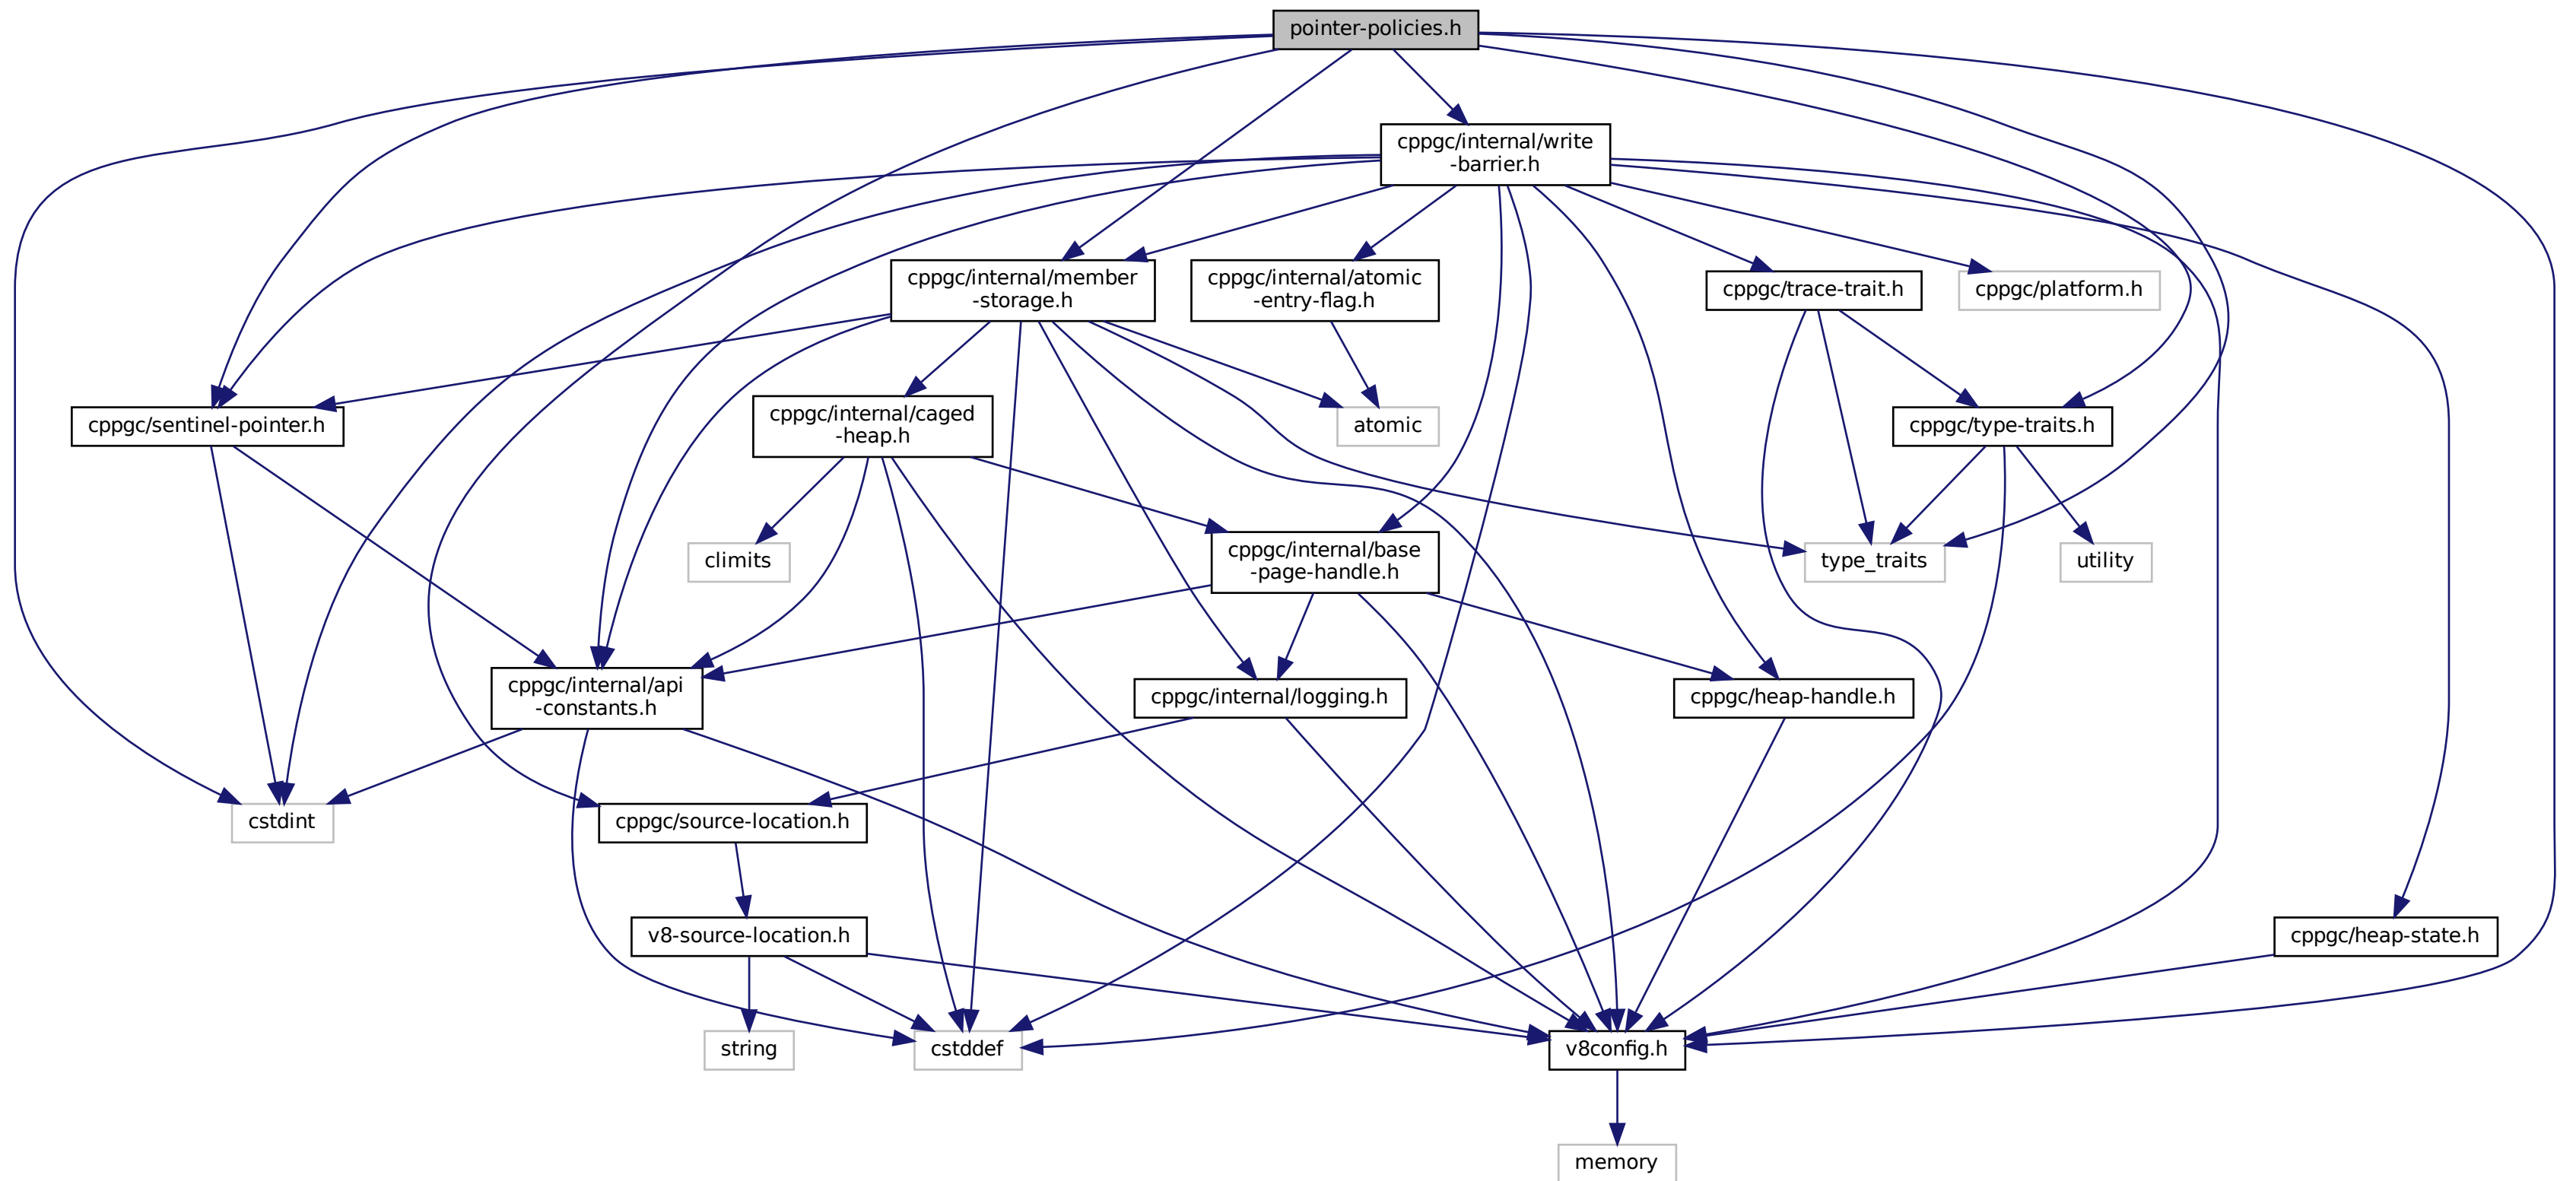 pointer-policies.h
cppgc/internal/write
-barrier.h
cppgc/internal/member
-storage.h
cppgc/internal/atomic
-entry-flag.h
cppgc/trace-trait.h
cppgc/platform.h
cppgc/sentinel-pointer.h
cppgc/internal/caged
-heap.h
atomic
cppgc/type-traits.h
climits
cppgc/internal/base
-page-handle.h
type_traits
utility
cppgc/internal/api
-constants.h
cppgc/internal/logging.h
cppgc/heap-handle.h
cstdint
cppgc/source-location.h
v8-source-location.h
cppgc/heap-state.h
string
cstddef
v8config.h
memory